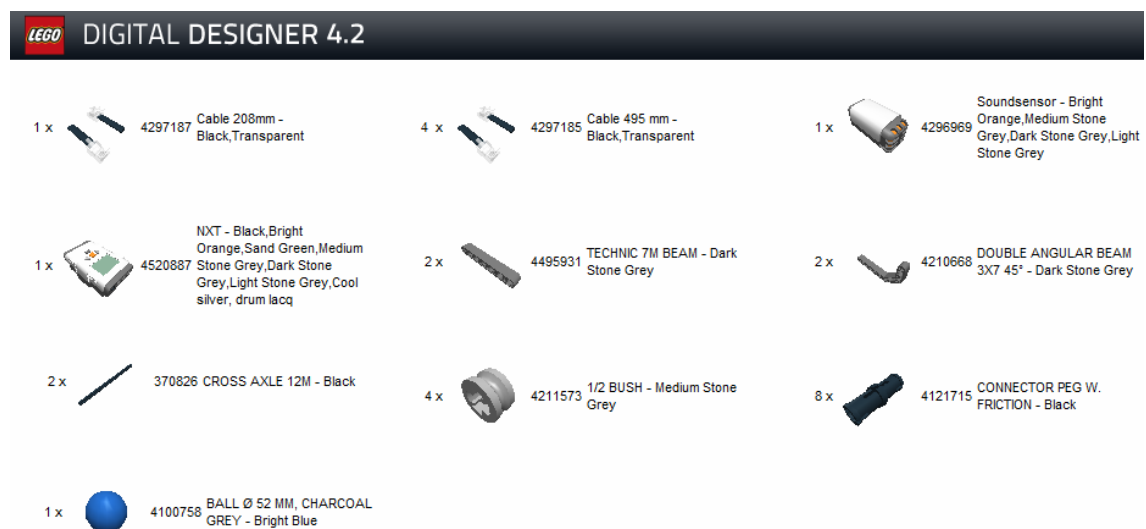 LEGO DIGITAL DESIGNER 4.2
1 x 4297187 Cable 208mm -
Black,Transparent
4 x 4297185 Cable 495 mm -
Black,Transparent
1 x 4296969 Soundsensor - Bright
Orange,Medium Stone
Grey,Dark Stone Grey,Light
Stone Grey
1 x 4520887 NXT - Black,Bright
Orange,Sand Green,Medium
Stone Grey,Dark Stone
Grey,Light Stone Grey,Cool
silver, drum lacq
2 x 4495931 TECHNIC 7M BEAM - Dark
Stone Grey
2 x 4210668 DOUBLE ANGULAR BEAM
3X7 45° - Dark Stone Grey
2 x 370826 CROSS AXLE 12M - Black
4 x 4211573 1/2 BUSH - Medium Stone
Grey
8 x 4121715 CONNECTOR PEG W.
FRICTION - Black
1 x 4100758 BALL Ø 52 MM, CHARCOAL
GREY - Bright Blue